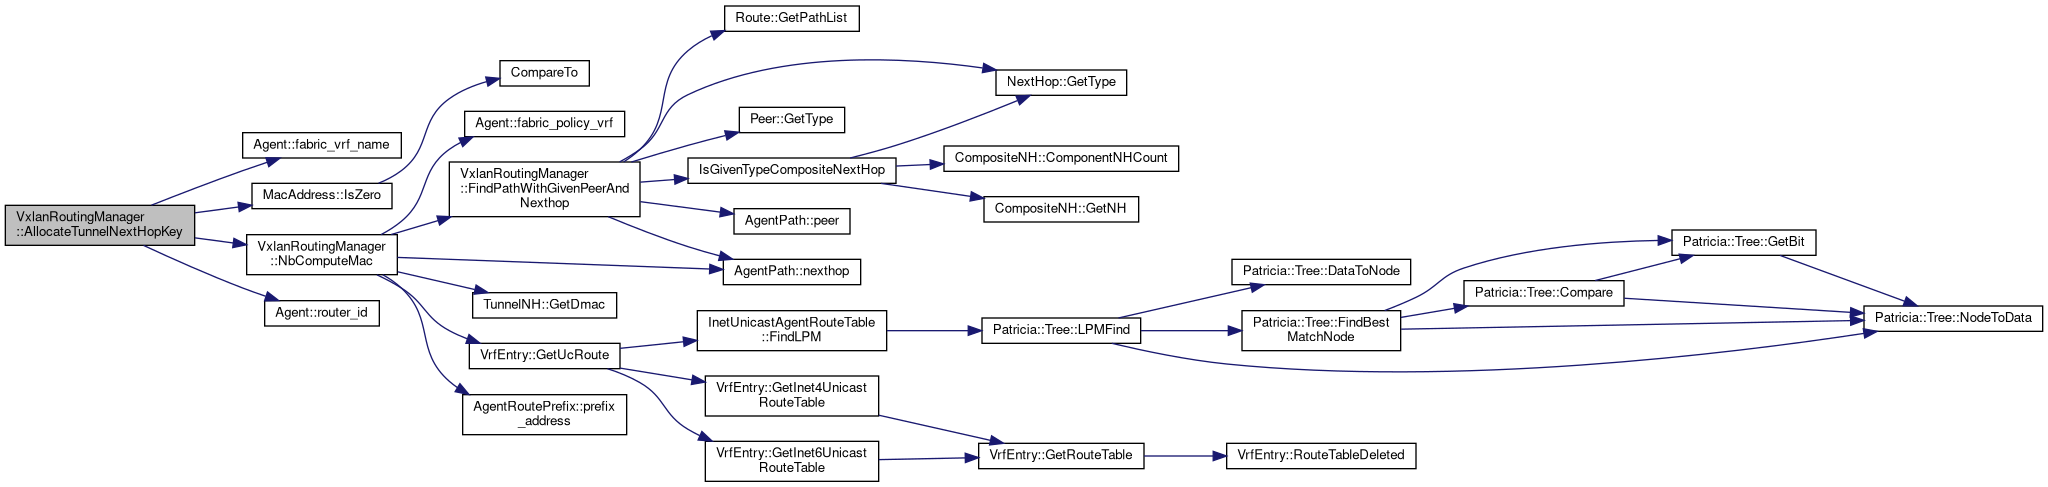 VxlanRoutingManager
::AllocateTunnelNextHopKey
Agent::fabric_vrf_name
MacAddress::IsZero
CompareTo
VxlanRoutingManager
::NbComputeMac
Agent::fabric_policy_vrf
VxlanRoutingManager
::FindPathWithGivenPeerAnd
Nexthop
Route::GetPathList
NextHop::GetType
Peer::GetType
IsGivenTypeCompositeNextHop
CompositeNH::ComponentNHCount
CompositeNH::GetNH
AgentPath::peer
AgentPath::nexthop
TunnelNH::GetDmac
VrfEntry::GetUcRoute
InetUnicastAgentRouteTable
::FindLPM
Patricia::Tree::LPMFind
Patricia::Tree::DataToNode
Patricia::Tree::FindBest
MatchNode
Patricia::Tree::Compare
Patricia::Tree::GetBit
Patricia::Tree::NodeToData
VrfEntry::GetInet4Unicast
RouteTable
VrfEntry::GetInet6Unicast
RouteTable
VrfEntry::GetRouteTable
VrfEntry::RouteTableDeleted
AgentRoutePrefix::prefix
_address
Agent::router_id